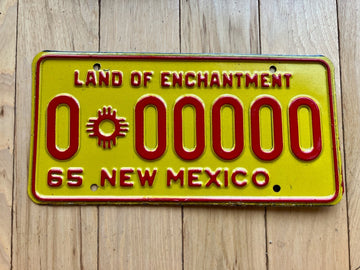 LAND OF ENCHANTMENT
0 00000
65 NEW MEXICO